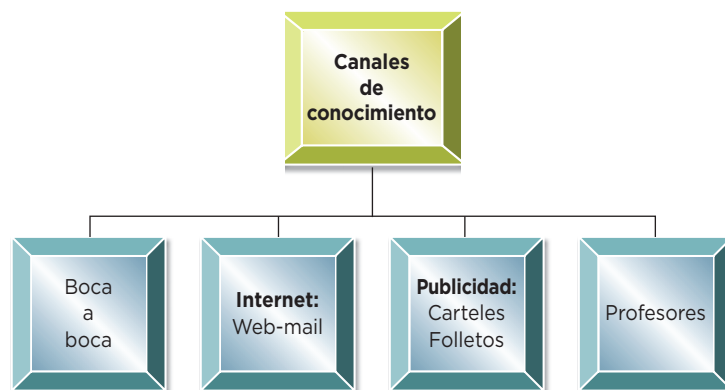 Canales
de
conocimiento
Boca
a
boca
Internet:
Web-mail
Publicidad:
Carteles
Folletos
Profesores